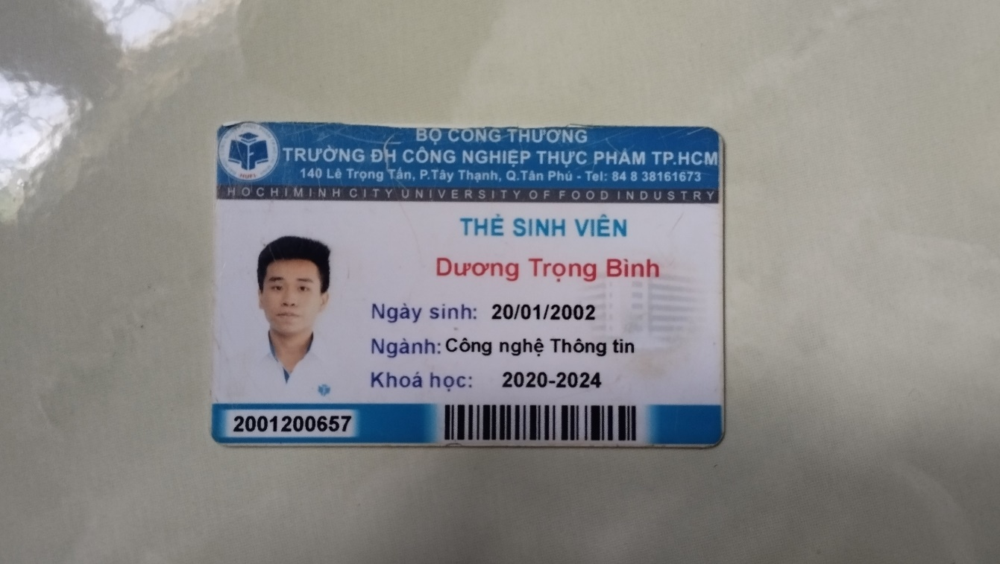 BỘ CÔNG THƯƠNG
TRƯỜNG ĐH CÔNG NGHIỆP THỰC PHẨM TP.HCM
140 Lê Trọng Tấn, P.Tây Thạnh, Q.Tân Phú - Tel: 84 8 38161673
HOCHIMINH CITY UNIVERSITY OF FOOD INDUSTRY
HUFI
THẺ SINH VIÊN
Dương Trọng Bình
Ngày sinh: 20/01/2002
Ngành: Công nghệ Thông tin
Khoá học: 2020-2024
2001200657